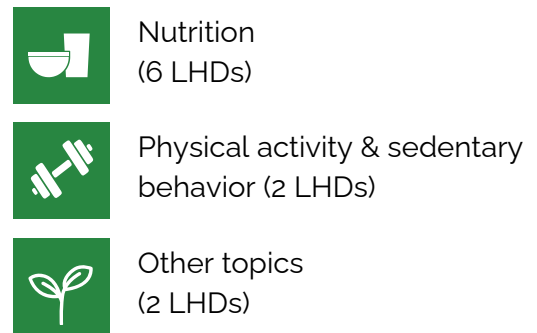 Nutrition
(6 LHDs)
Physical activity & sedentary
behavior (2 LHDs)
Other topics
(2 LHDs)